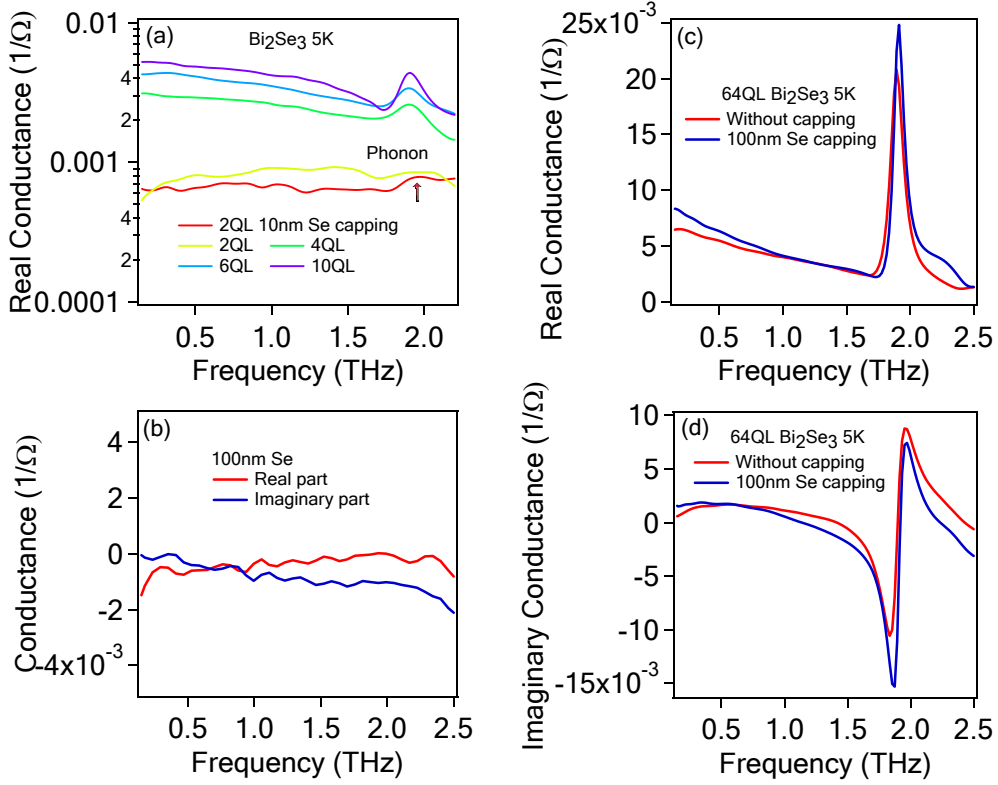 (a)
Bi2Se3 5K
Real Conductance (1/Ω)
0.01
4
2
0.001
4
2
0.0001
Phonon
2QL 10nm Se capping
2QL
4QL
6QL
10QL
0.5
1.0
1.5
2.0
Frequency (THz)
(c)
Real Conductance (1/Ω)
25x10-3
20
15
10
5
0
64QL Bi2Se3 5K
Without capping
100nm Se capping
0.5
1.0
1.5
2.0
2.5
Frequency (THz)
(b)
Conductance (1/Ω)
4
2
0
-2
-4x10-3
100nm Se
Real part
Imaginary part
0.5
1.0
1.5
2.0
2.5
Frequency (THz)
(d)
Imaginary Conductance (1/Ω)
10
5
0
-5
-10
-15x10-3
64QL Bi2Se3 5K
Without capping
100nm Se capping
0.5
1.0
1.5
2.0
2.5
Frequency (THz)